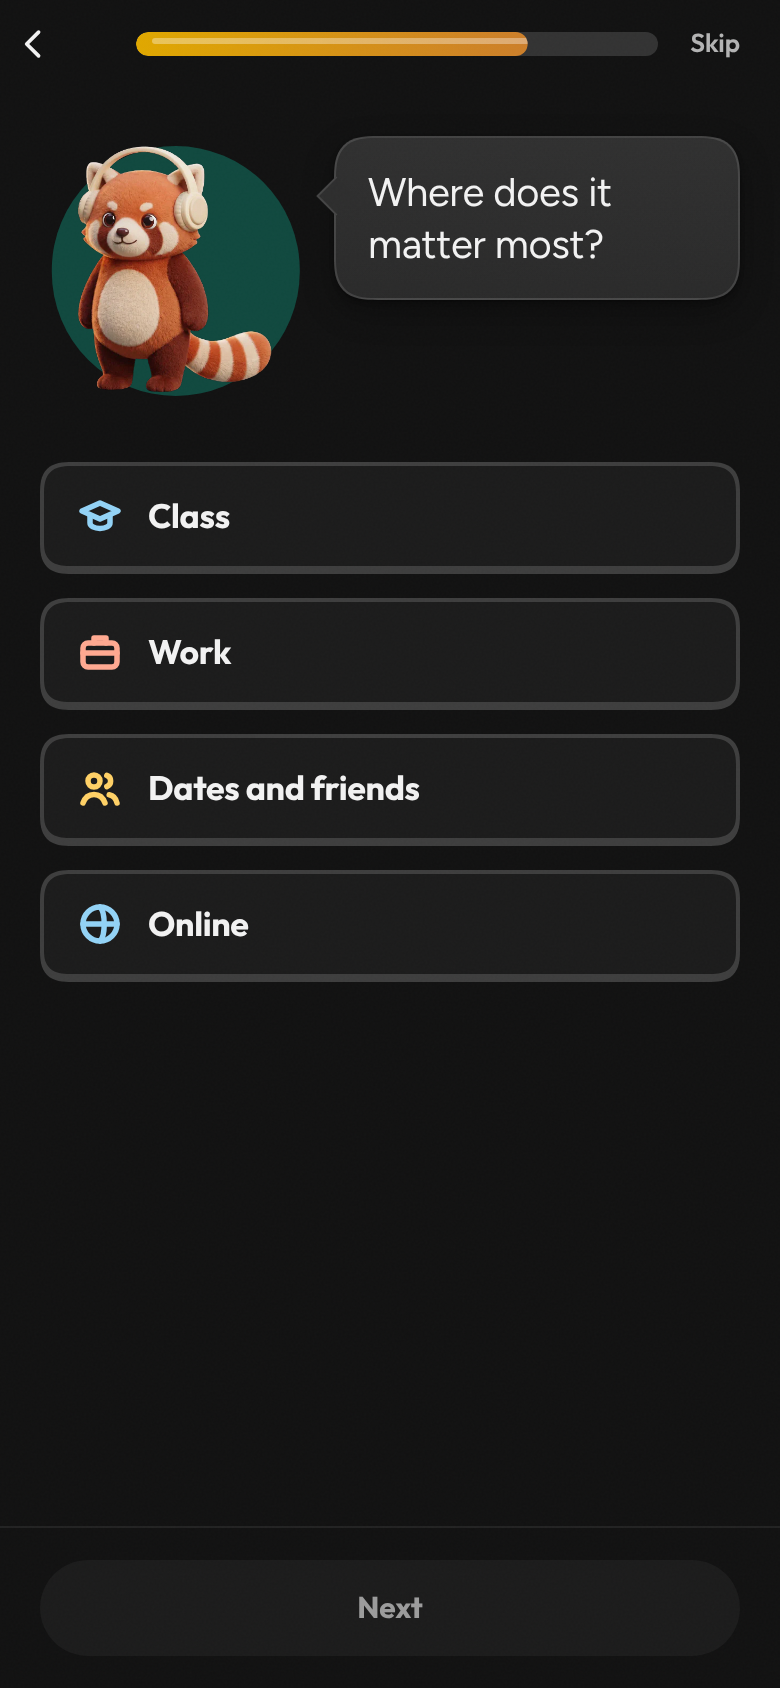 Skip
Where does it
matter most?
Class
Work
Dates and friends
Online
Next